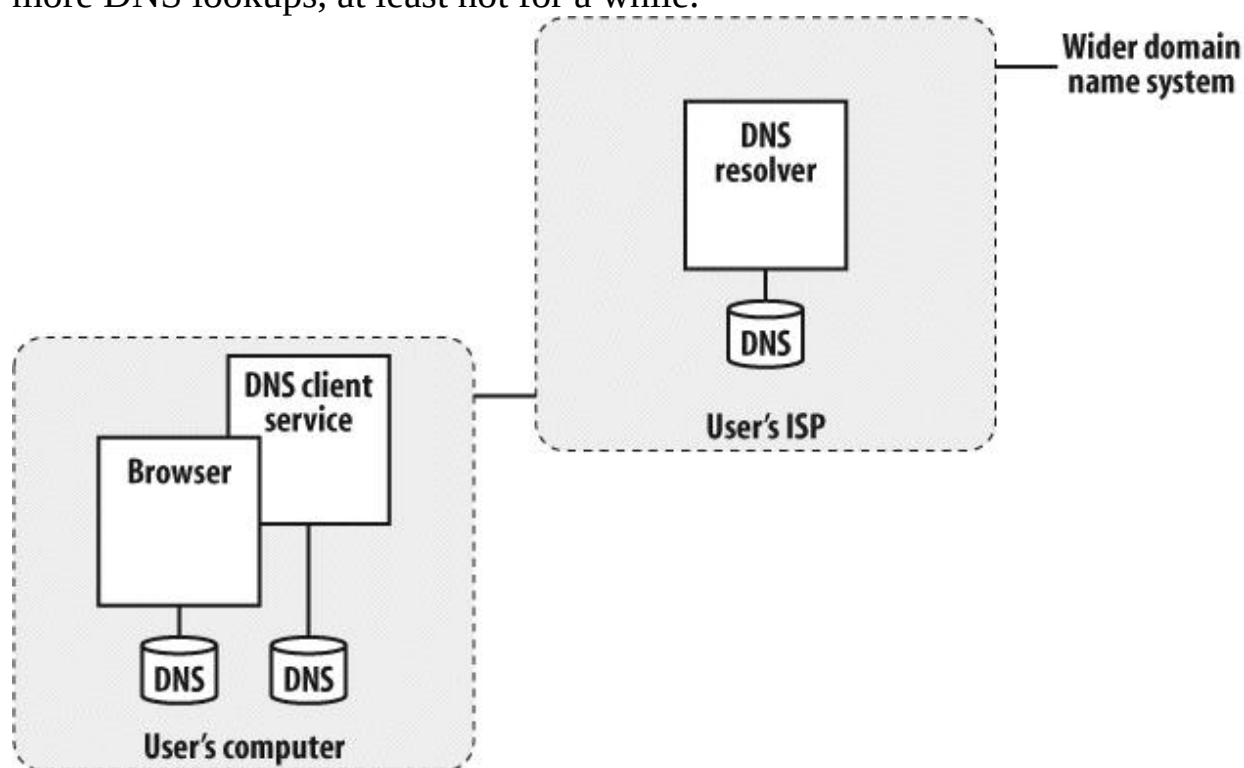 more DNS lookups, at least not for a while.
Wider domain
name system
DNS
resolver
DNS
User's ISP
DNS client
service
Browser
DNS
DNS
User's computer